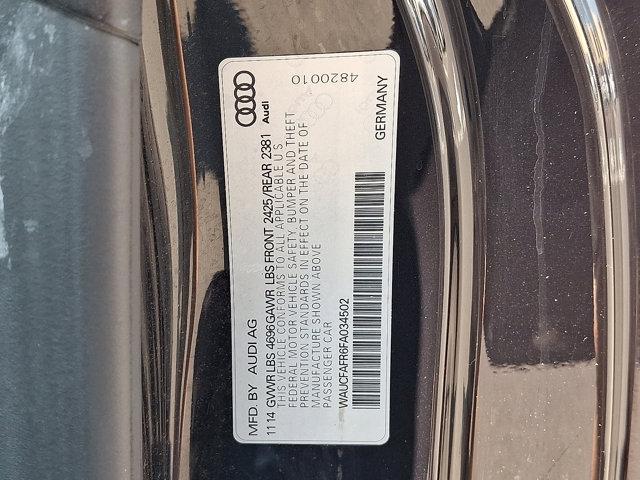 MFD. BY AUDI AG
Audi
11 14 GVWR LBS 4696 GAWR LBS FRONT 2425/REAR 2381
THIS VEHICLE CONFORMS TO ALL APPLICABLE U.S.
FEDERAL MOTOR VEHICLE SAFETY, BUMPER AND THEFT
PREVENTION STANDARDS IN EFFECT ON THE DATE OF
MANUFACTURE SHOWN ABOVE
PASSENGER CAR
4820010
WAUCFAFR6FA034502
GERMANY